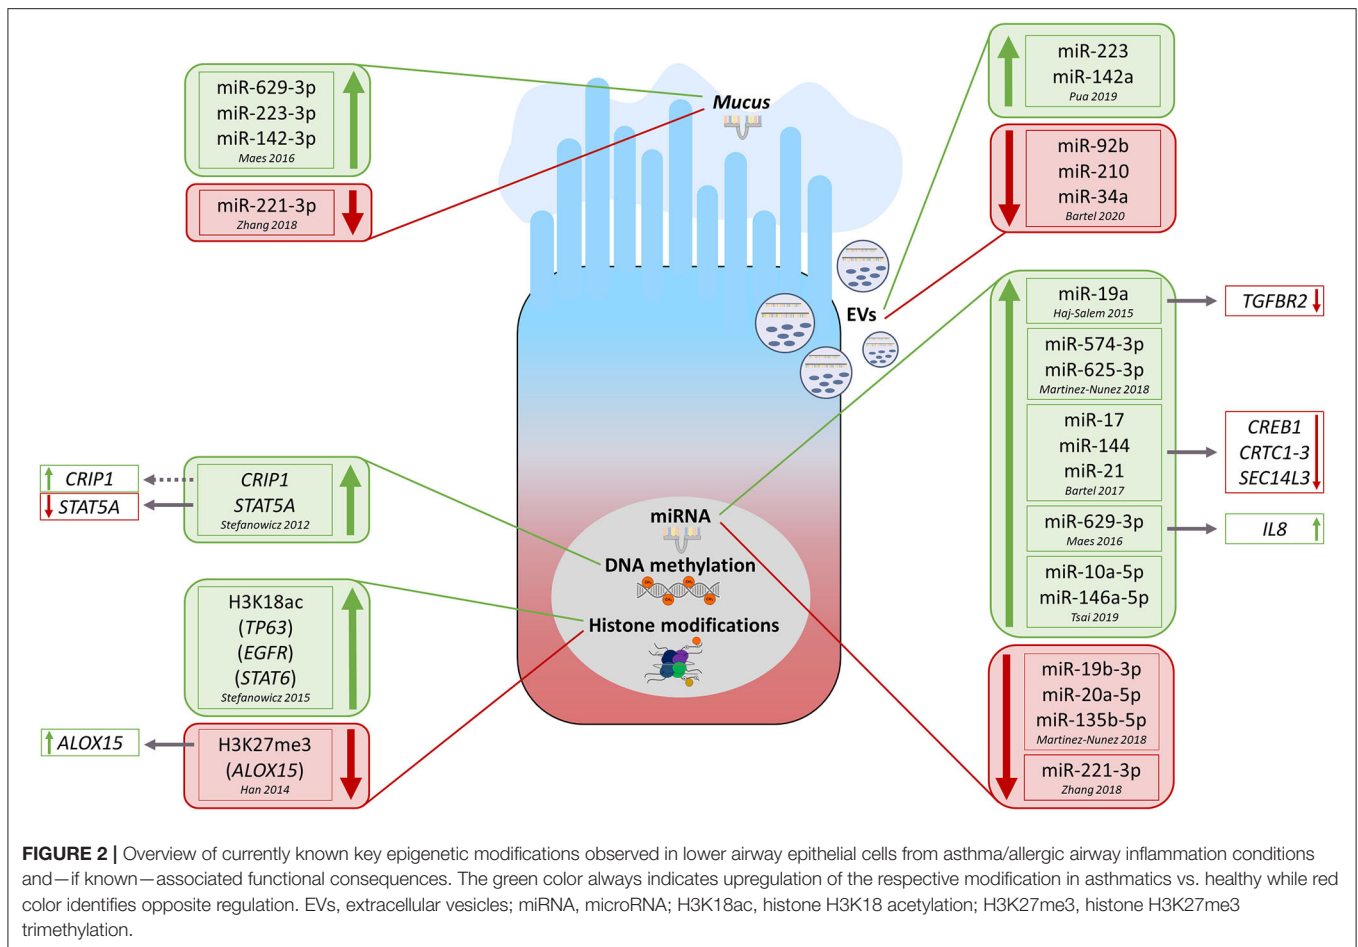 miR-629-3p
miR-223-3p
miR-142-3p
Maes 2016
miR-221-3p
Zhang 2018
Mucus
miR-223
miR-142a
Pua 2019
miR-92b
miR-210
miR-34a
Bartel 2020
EVs
miR-19a
Haj-Salem 2015
TGFBR2
miR-574-3p
miR-625-3p
Martinez-Nunez 2018
miR-17
miR-144
miR-21
Bartel 2017
CREB1
CRTC1-3
SEC14L3
miR-629-3p
Maes 2016
IL8
miR-10a-5p
miR-146a-5p
Tsai 2019
miR-19b-3p
miR-20a-5p
miR-135b-5p
Martinez-Nunez 2018
miR-221-3p
Zhang 2018
CRIP1
STAT5A
CRIP1
STAT5A
Stefanowicz 2012
H3K18ac
(TP63)
(EGFR)
(STAT6)
Stefanowicz 2015
ALOX15
H3K27me3
(ALOX15)
Han 2014
miRNA
DNA methylation
Histone modifications
FIGURE 2 | Overview of currently known key epigenetic modifications observed in lower airway epithelial cells from asthma/allergic airway inflammation conditions
and—if known—associated functional consequences. The green color always indicates upregulation of the respective modification in asthmatics vs. healthy while red
color identifies opposite regulation. EVs, extracellular vesicles; miRNA, microRNA; H3K18ac, histone H3K18 acetylation; H3K27me3, histone H3K27me3
trimethylation.